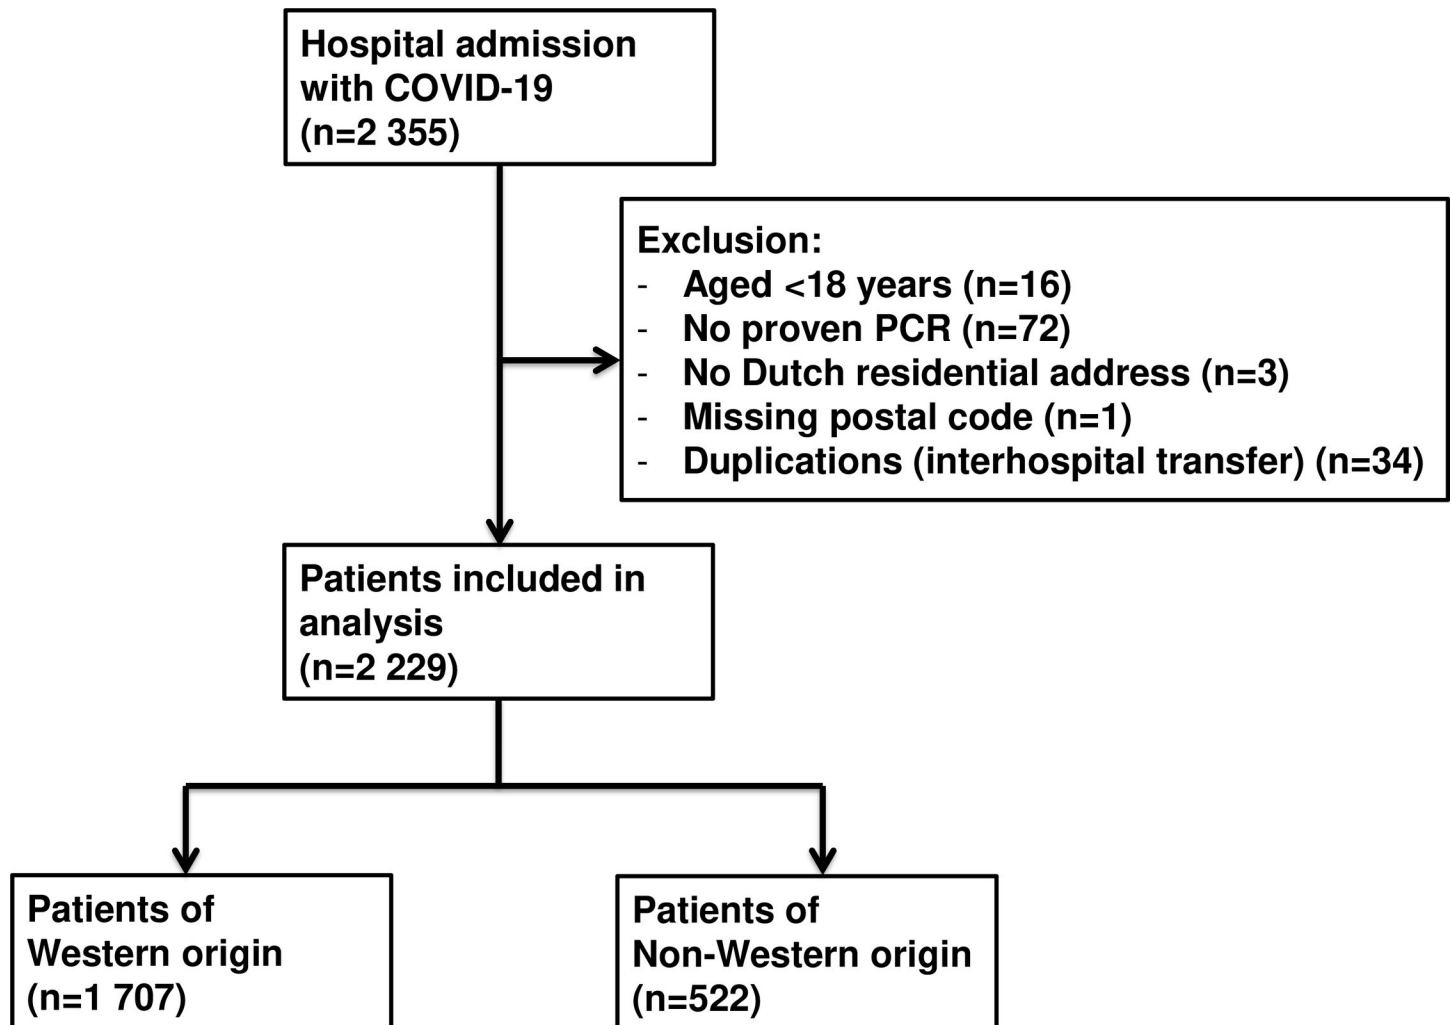 Hospital admission
with COVID-19
(n=2 355)
Exclusion:
- Aged <18 years (n=16)
- No proven PCR (n=72)
- No Dutch residential address (n=3)
- Missing postal code (n=1)
- Duplications (interhospital transfer) (n=34)
Patients included in
analysis
(n=2 229)
Patients of
Western origin
(n=1 707)
Patients of
Non-Western origin
(n=522)